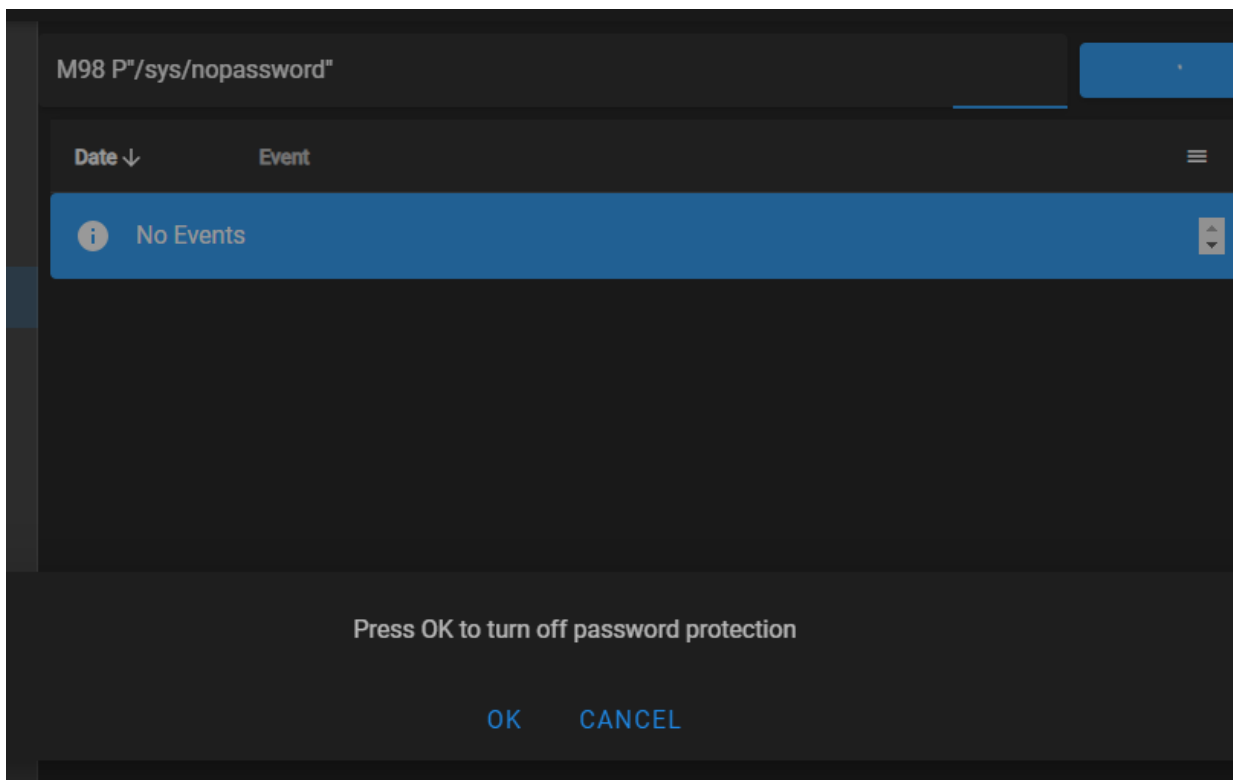 M98 P"/sys/nopassword"
Date↓ Event
No Events
Press OK to turn off password protection
OK CANCEL